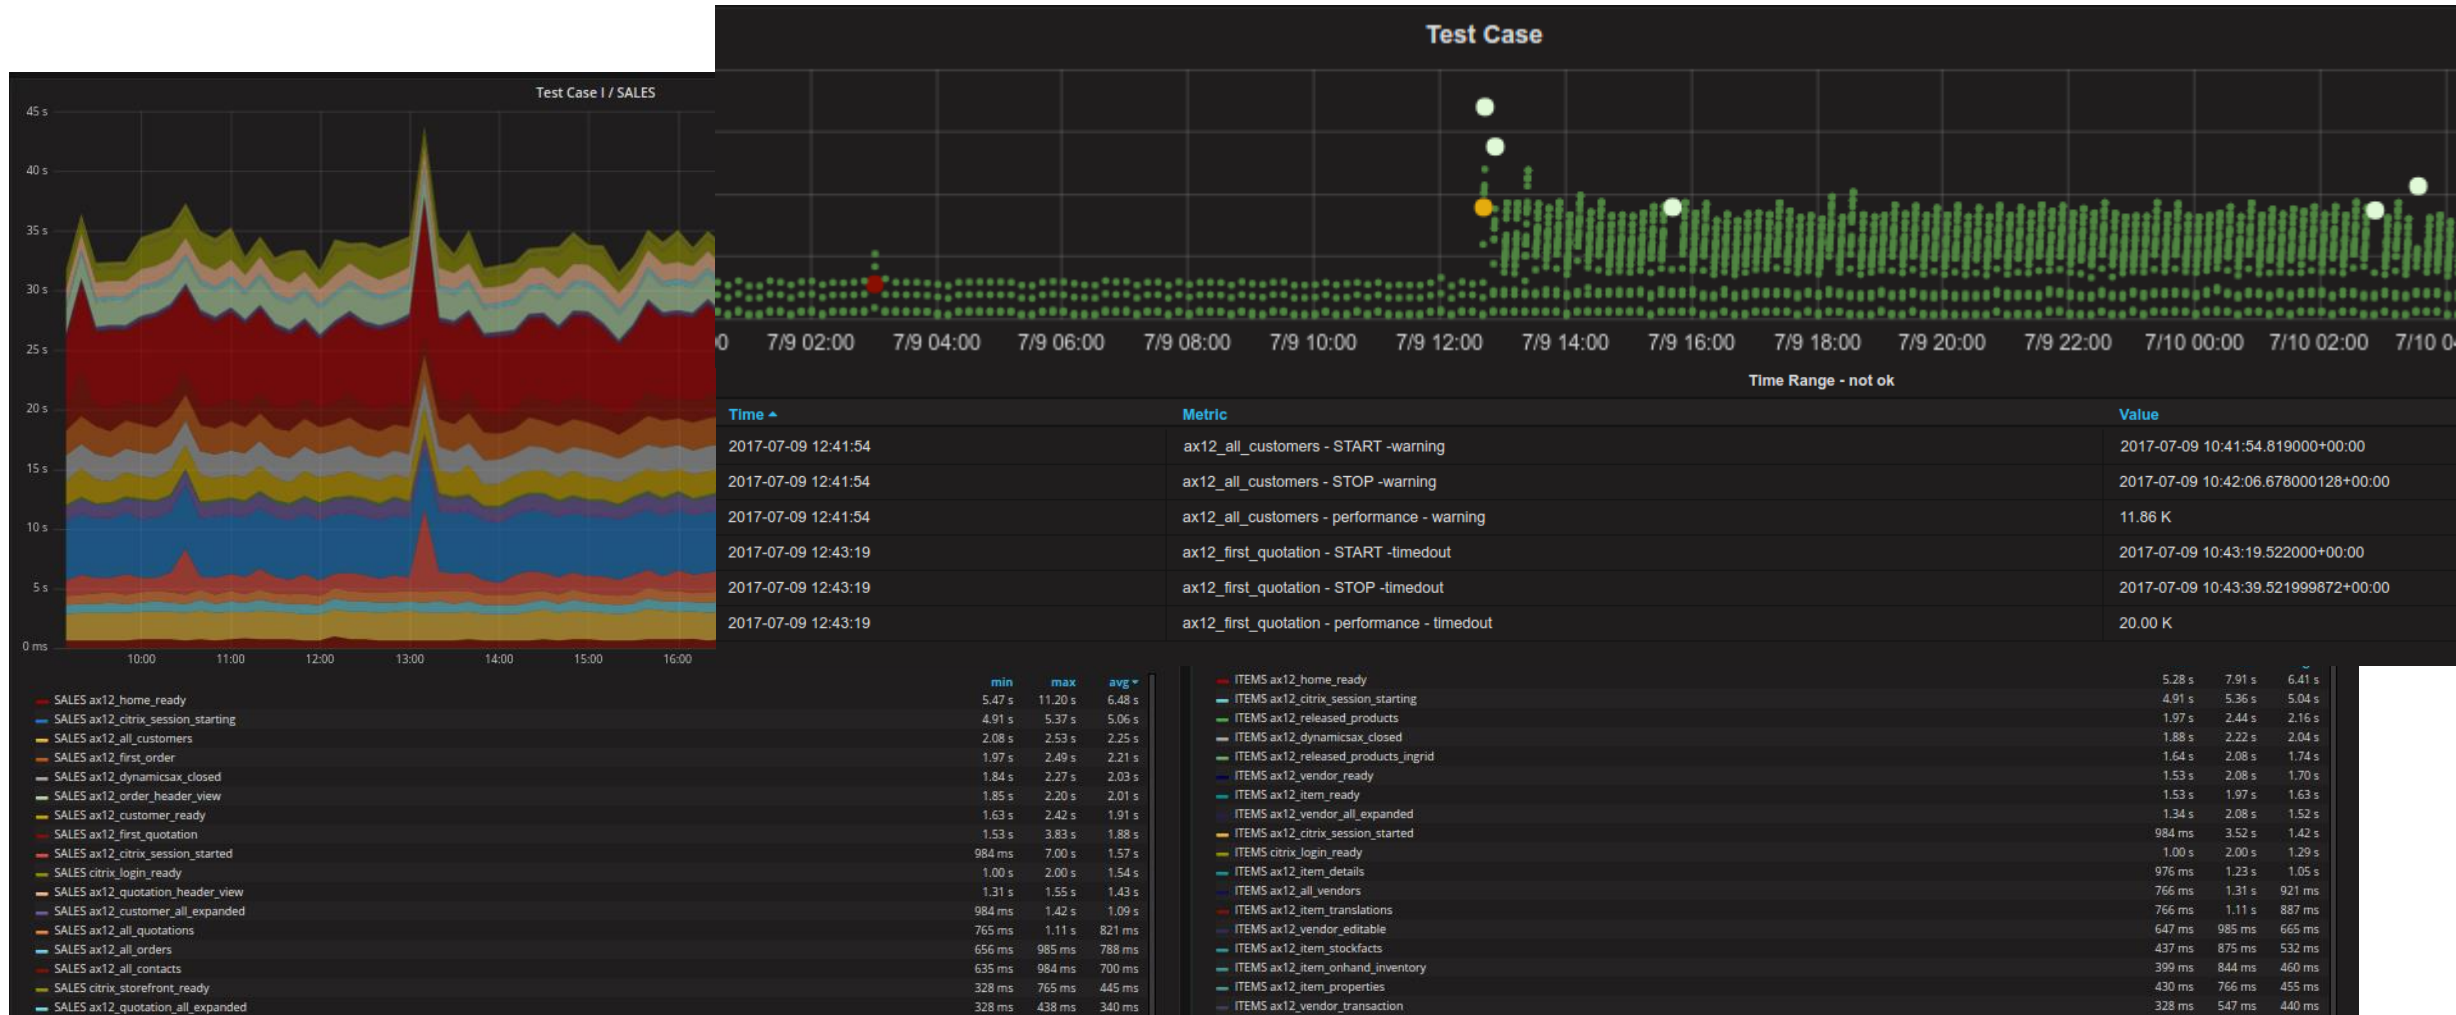 Test Case
Test Case I / SALES
45 s
40 s
35 s
30 s
25 s
20 s
15 s
10 s
5 s
0 ms
10:00 11:00 12:00 13:00 14:00 15:00 16:00
7/9 02:00 7/9 04:00 7/9 06:00 7/9 08:00 7/9 10:00 7/9 12:00 7/9 14:00 7/9 16:00 7/9 18:00 7/9 20:00 7/9 22:00 7/10 00:00 7/10 02:00 7/10
Time Range - not ok
Time Metric Value
2017-07-09 12:41:54 ax12_all_customers - START -warning 2017-07-09 10:41:54.819000+00:00
2017-07-09 12:41:54 ax12_all_customers - STOP -warning 2017-07-09 10:42:06.678000128+00:00
2017-07-09 12:41:54 ax12_all_customers - performance - warning 11.86 K
2017-07-09 12:43:19 ax12_first_quotation - START -timedout 2017-07-09 10:43:19.522000+00:00
2017-07-09 12:43:19 ax12_first_quotation - STOP -timedout 2017-07-09 10:43:39.521999872+00:00
2017-07-09 12:43:19 ax12_first_quotation - performance - timedout 20.00 K
min max avg
SALES ax12_home_ready 5.47 s 11.20 s 6.48 s
SALES ax12_citrix_session_starting 4.91 s 5.37 s 5.06 s
SALES ax12_all_customers 2.08 s 2.53 s 2.25 s
SALES ax12_first_order 1.97 s 2.49 s 2.21 s
SALES ax12_dynamicsax_closed 1.84 s 2.27 s 2.03 s
SALES ax12_order_header_view 1.85 s 2.20 s 2.01 s
SALES ax12_customer_ready 1.63 s 2.42 s 1.91 s
SALES ax12_first_quotation 1.53 s 3.83 s 1.88 s
SALES ax12_citrix_session_started 984 ms 7.00 s 1.57 s
SALES citrix_login_ready 1.00 s 2.00 s 1.54 s
SALES ax12_quotation_header_view 1.31 s 1.55 s 1.43 s
SALES ax12_customer_all_expanded 984 ms 1.42 s 1.09 s
SALES ax12_all_quotations 765 ms 1.11 s 821 ms
SALES ax12_all_orders 656 ms 985 ms 788 ms
SALES ax12_all_contacts 635 ms 984 ms 700 ms
SALES citrix_storefront_ready 328 ms 765 ms 445 ms
SALES ax12_quotation_all_expanded 328 ms 438 ms 340 ms
ITEMS ax12_home_ready 5.28 s 7.91 s 6.41 s
ITEMS ax12_citrix_session_starting 4.91 s 5.36 s 5.04 s
ITEMS ax12_released_products 1.97 s 2.44 s 2.16 s
ITEMS ax12_dynamicsax_closed 1.88 s 2.22 s 2.04 s
ITEMS ax12_released_products_ingrid 1.64 s 2.08 s 1.74 s
ITEMS ax12_vendor_ready 1.53 s 2.08 s 1.70 s
ITEMS ax12_item_ready 1.53 s 1.97 s 1.63 s
ITEMS ax12_vendor_all_expanded 1.34 s 2.08 s 1.52 s
ITEMS ax12_citrix_session_started 984 ms 3.52 s 1.42 s
ITEMS citrix_login_ready 1.00 s 2.00 s 1.29 s
ITEMS ax12_item_details 976 ms 1.23 s 1.05 s
ITEMS ax12_all_vendors 766 ms 1.31 s 921 ms
ITEMS ax12_item_translations 766 ms 1.11 s 887 ms
ITEMS ax12_vendor_editable 647 ms 985 ms 665 ms
ITEMS ax12_item_stockfacts 437 ms 875 ms 532 ms
ITEMS ax12_item_onhand_inventory 399 ms 844 ms 460 ms
ITEMS ax12_item_properties 430 ms 766 ms 455 ms
ITEMS ax12_vendor_transaction 328 ms 547 ms 440 ms